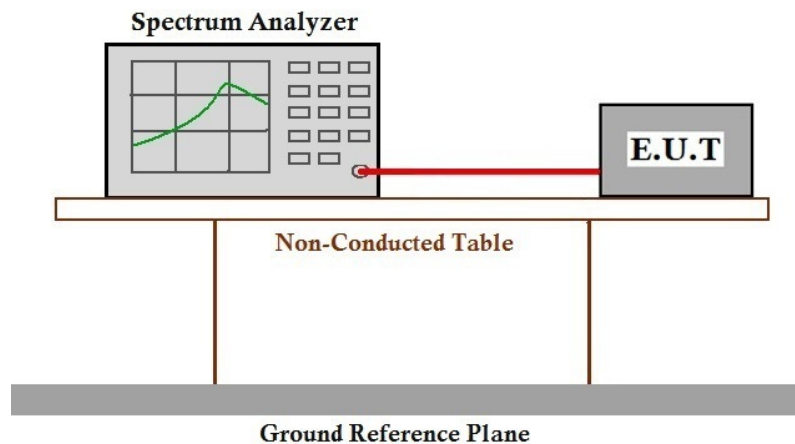 Spectrum Analyzer
E.U.T
Non-Conducted Table
Ground Reference Plane